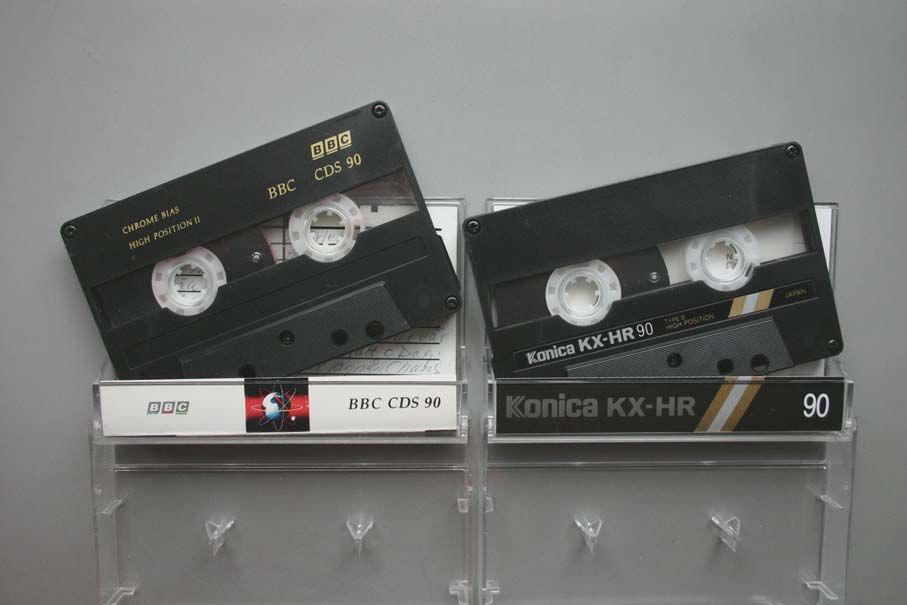 BBC
BBC CDS 90
CHROME BIAS
HIGH POSITION II
BBC
BBC CDS 90
Konica KX-HR 90
TYPE II
HIGH POSITION
JAPAN
Konica KX-HR
90